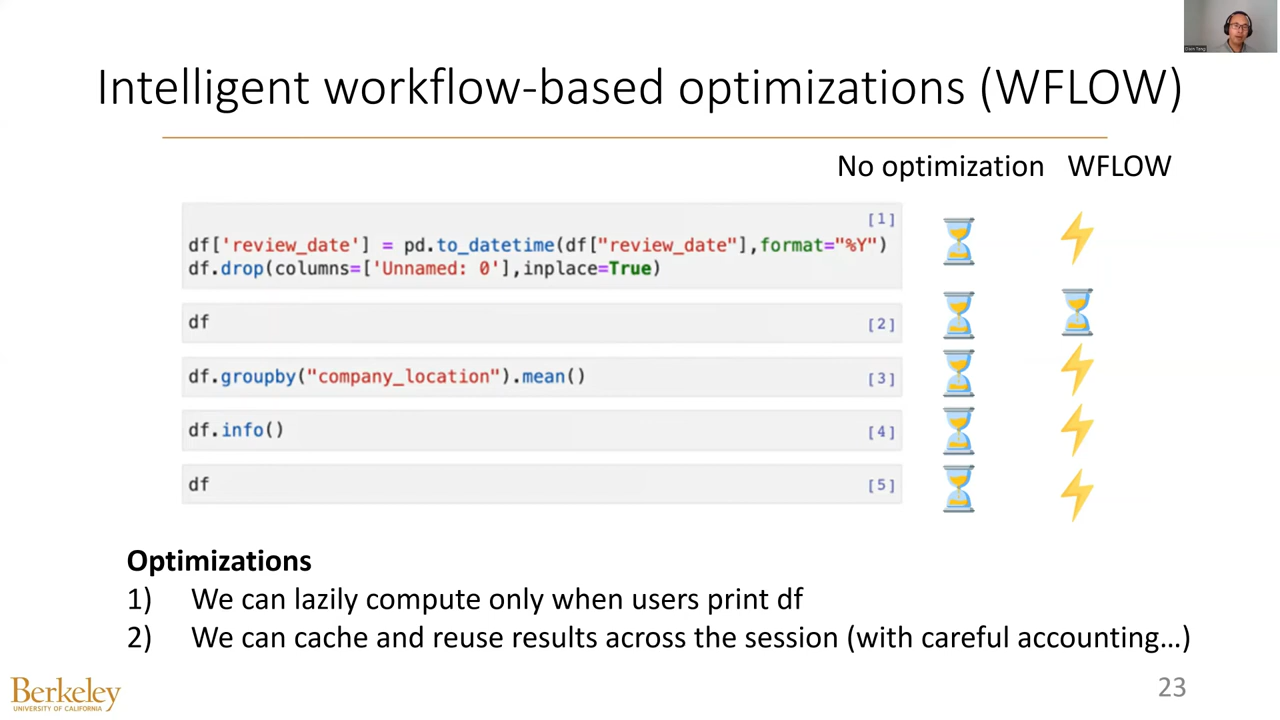 Intelligent workflow-based optimizations (WFLOW)
No optimization WFLOW
[1]
df['review_date'] = pd.to_datetime(df["review_date"],format="%Y")
df.drop(columns=['Unnamed: 0'],inplace=True)
df [2]
df.groupby("company_location").mean() [3]
df.info() [4]
df [5]
Optimizations
1) We can lazily compute only when users print df
2) We can cache and reuse results across the session (with careful accounting…)
Berkeley
UNIVERSITY OF CALIFORNIA
23